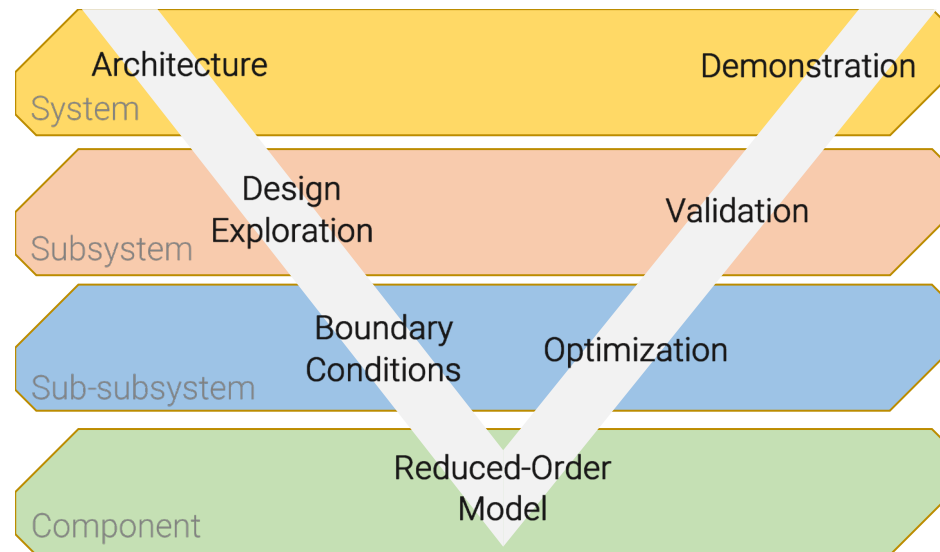 Architecture
Demonstration
System
Design
Exploration
Validation
Subsystem
Boundary
Conditions
Optimization
Sub-subsystem
Reduced-Order
Model
Component